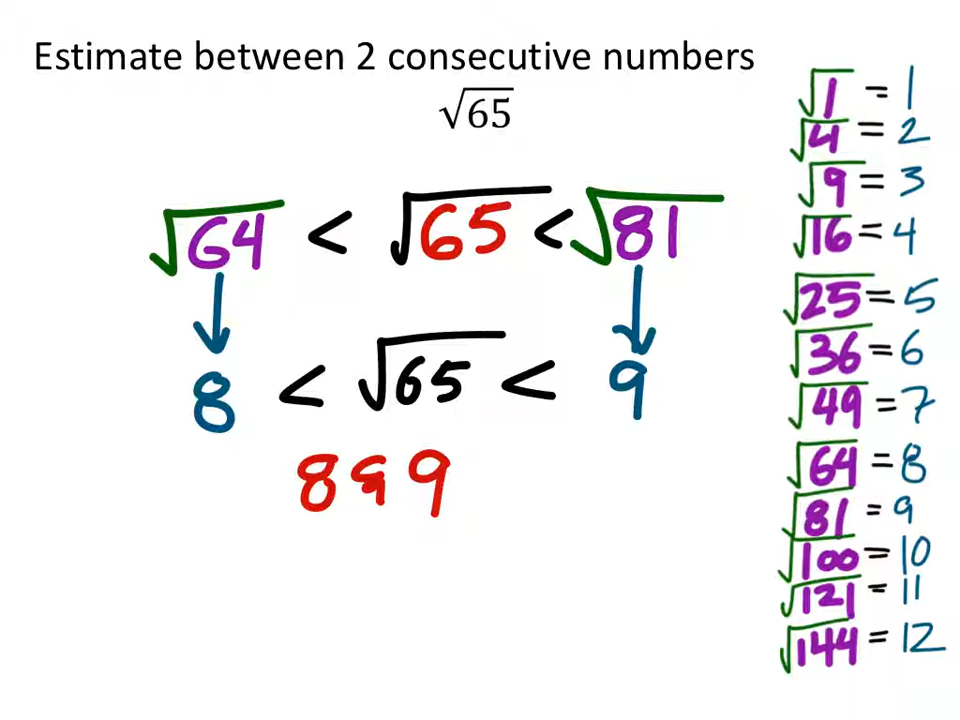 Estimate between 2 consecutive numbers
√65
√64 < √65 < √81
8 < √65 < 9
8 & 9
√1 = 1
√4 = 2
√9 = 3
√16 = 4
√25 = 5
√36 = 6
√49 = 7
√64 = 8
√81 = 9
√100 = 10
√121 = 11
√144 = 12